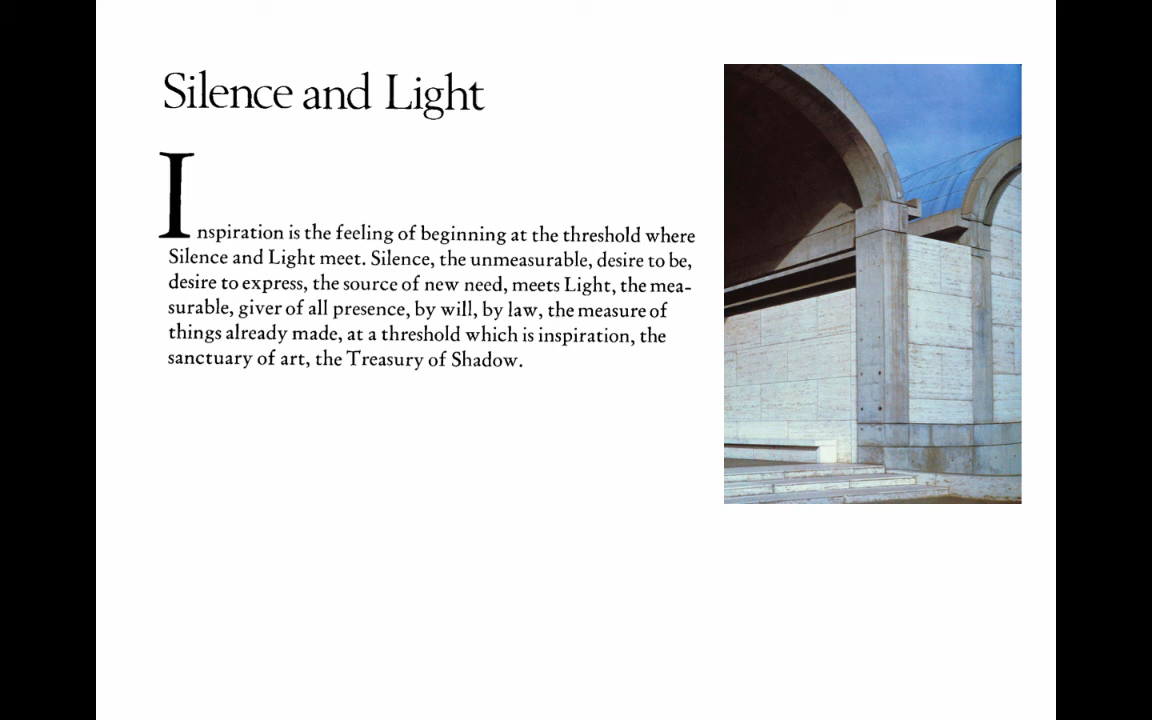 Silence and Light
Inspiration is the feeling of beginning at the threshold where
Silence and Light meet. Silence, the unmeasurable, desire to be,
desire to express, the source of new need, meets Light, the mea-
surable, giver of all presence, by will, by law, the measure of
things already made, at a threshold which is inspiration, the
sanctuary of art, the Treasury of Shadow.